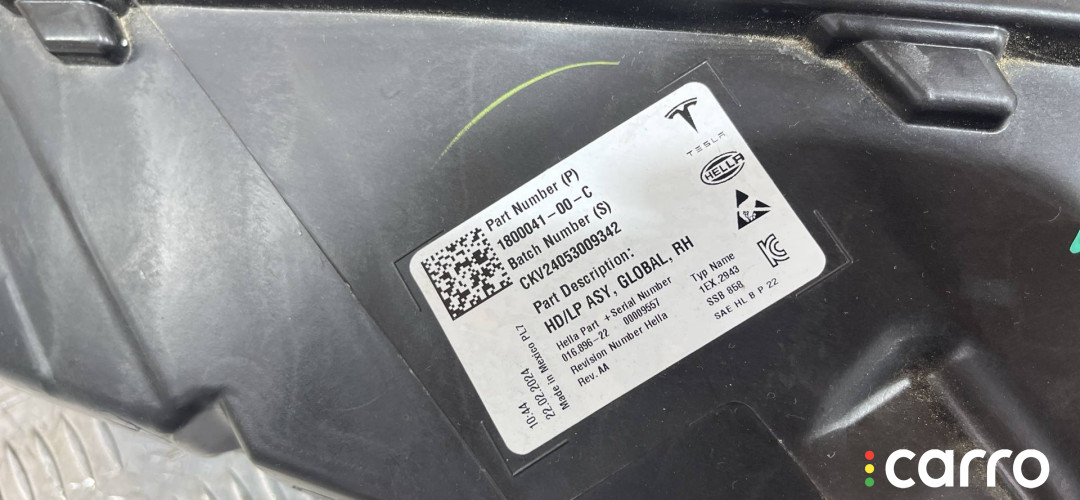 TESLA
HELLA
Part Number (P)
1800041-00-C
Batch Number (S)
CKV24053009342
Part Description:
HD/LP ASY, GLOBAL, RH
Hella Part + Serial Number
016.896-22 00009557
Revision Number Hella
Rev. AA
Typ Name
1EX.2943
SSB 858
SAE HL B P 22
10:44
22.02.2024
Made in Mexico PL7
carro